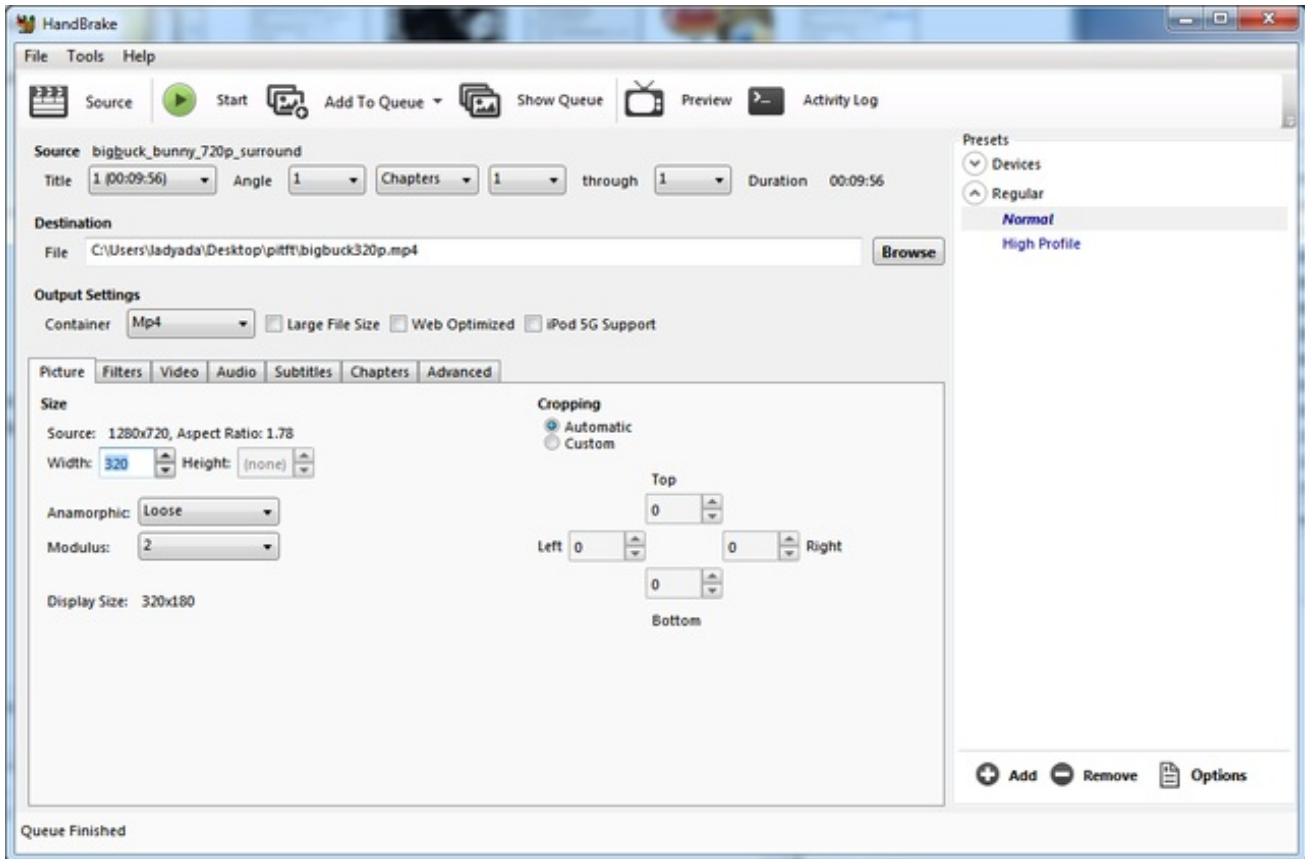 HandBrake
File Tools Help
Source Start Add To Queue Show Queue Preview Activity Log
Source bigbuck_bunny_720p_surround
Title 1 (00:09:56) Angle 1 Chapters 1 through 1 Duration 00:09:56
Destination
File C:\Users\ladyada\Desktop\pitft\bigbuck320p.mp4 Browse
Output Settings
Container Mp4 Large File Size Web Optimized iPod 5G Support
Picture Filters Video Audio Subtitles Chapters Advanced
Size
Source: 1280x720, Aspect Ratio: 1.78
Width: 320 Height: (none)
Anamorphic: Loose
Modulus: 2
Display Size: 320x180
Cropping
Automatic
Custom
Top
0
Left 0 0 Right
0
Bottom
Presets
Devices
Regular
Normal
High Profile
Add Remove Options
Queue Finished